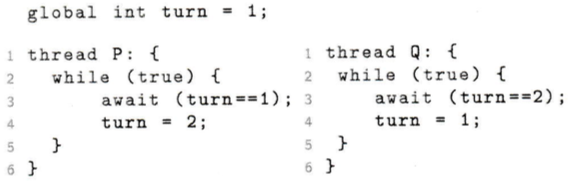 global int turn = 1;
1 thread P: {
2 while (true) {
3 await (turn==1);
4 turn = 2;
5 }
6 }
1 thread Q: {
2 while (true) {
3 await (turn==2);
4 turn = 1;
5 }
6 }